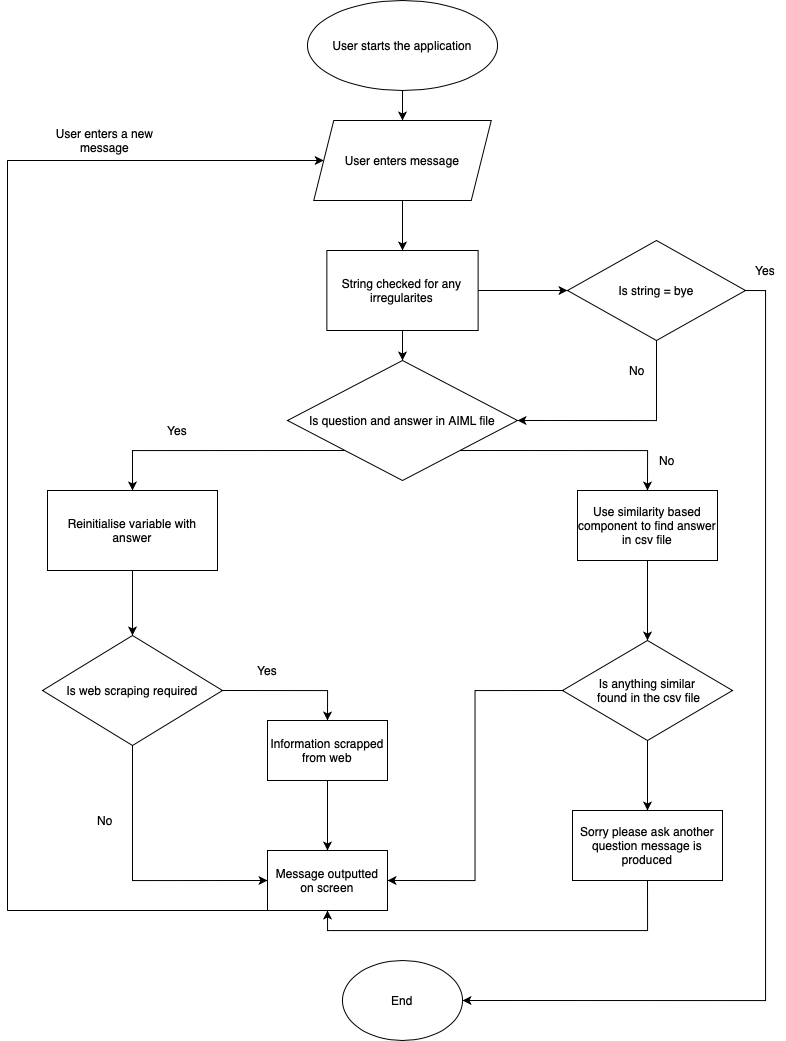 User starts the application
User enters a new
message
User enters message
String checked for any
irregularites
Is string = bye
Yes
No
Is question and answer in AIML file
Yes
No
Reinitialise variable with
answer
Use similarity based
component to find answer
in csv file
Is web scraping required
Yes
Is anything similar
found in the csv file
Information scrapped
from web
No
Sorry please ask another
question message is
produced
Message outputted
on screen
End